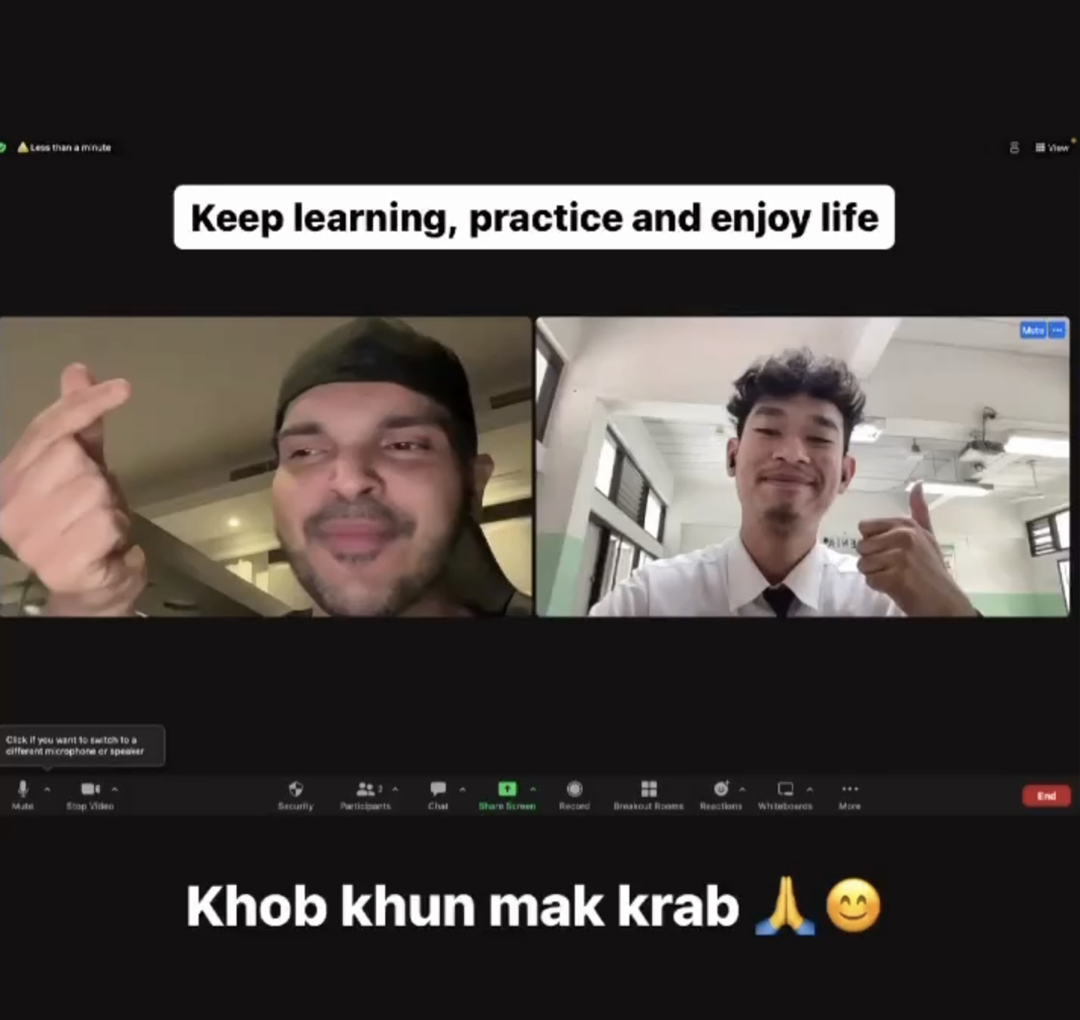 Less than a minute
View
Keep learning, practice and enjoy life
Mute
Click if you want to switch to a
different microphone or speaker
Mute
Stop Video
Security
Participants
2
Chat
Share Screen
Record
Breakout Rooms
Reactions
Whiteboards
More
End
Khob khun mak krab 🙏😊